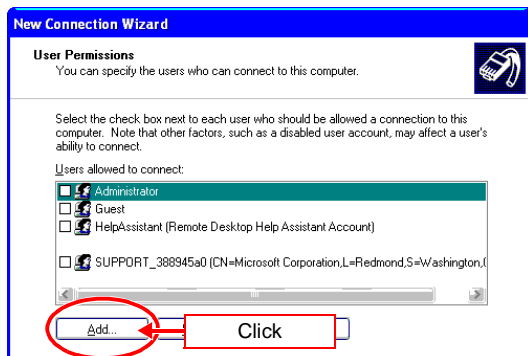 New Connection Wizard
User Permissions
You can specify the users who can connect to this computer.
Select the check box next to each user who should be allowed a connection to this
computer. Note that other factors, such as a disabled user account, may affect a user's
ability to connect.
Users allowed to connect:
Administrator
Guest
HelpAssistant (Remote Desktop Help Assistant Account)
SUPPORT_388945a0 (CN=Microsoft Corporation,L=Redmond,S=Washington,(
Add...
Click